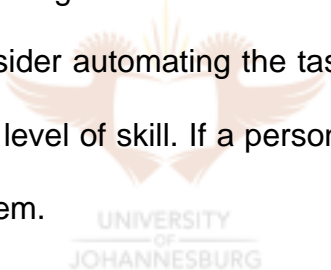 sider automating the tas
level of skill. If a person
em.
UNIVERSITY
OF
JOHANNESBURG